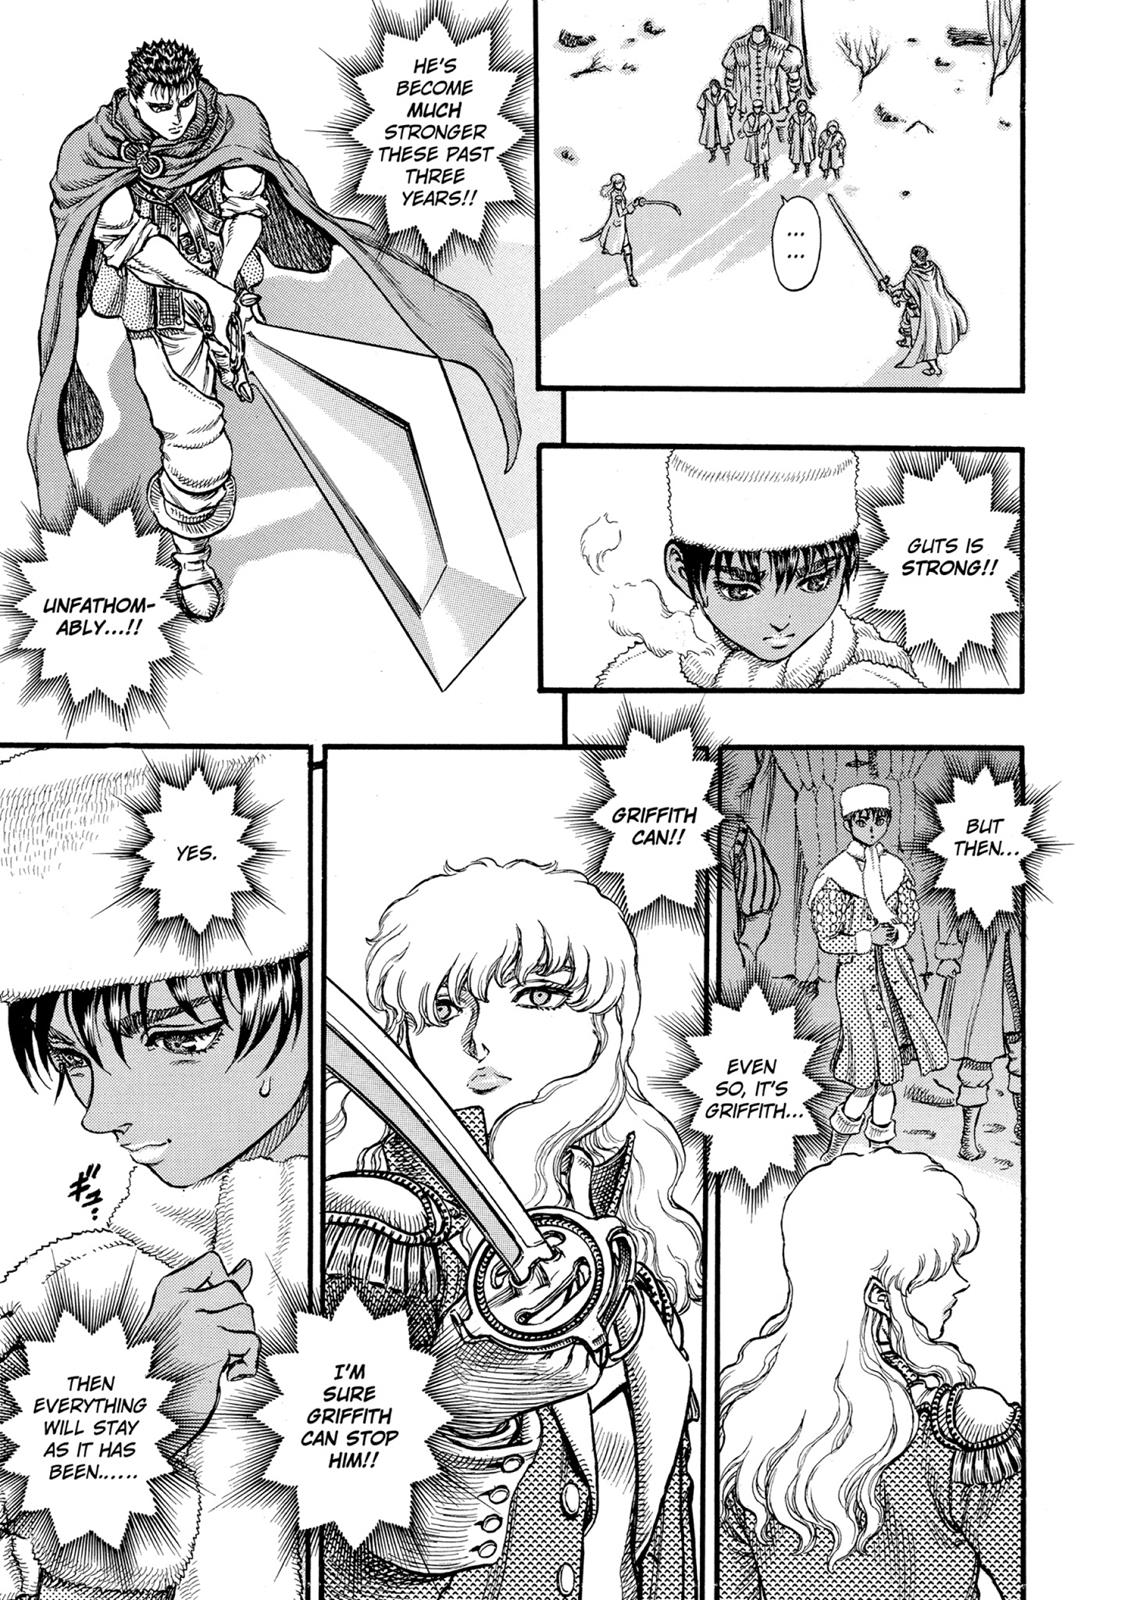 ...
...
GUTS IS
STRONG!!
HE'S
BECOME
MUCH
STRONGER
THESE PAST
THREE
YEARS!!
UNFATHOM-
ABLY...!!
BUT
THEN...
EVEN
SO, IT'S
GRIFFITH...
GRIFFITH
CAN!!
I'M
SURE
GRIFFITH
CAN STOP
HIM!!
YES.
ギュ..
THEN
EVERYTHING
WILL STAY
AS IT HAS
BEEN......